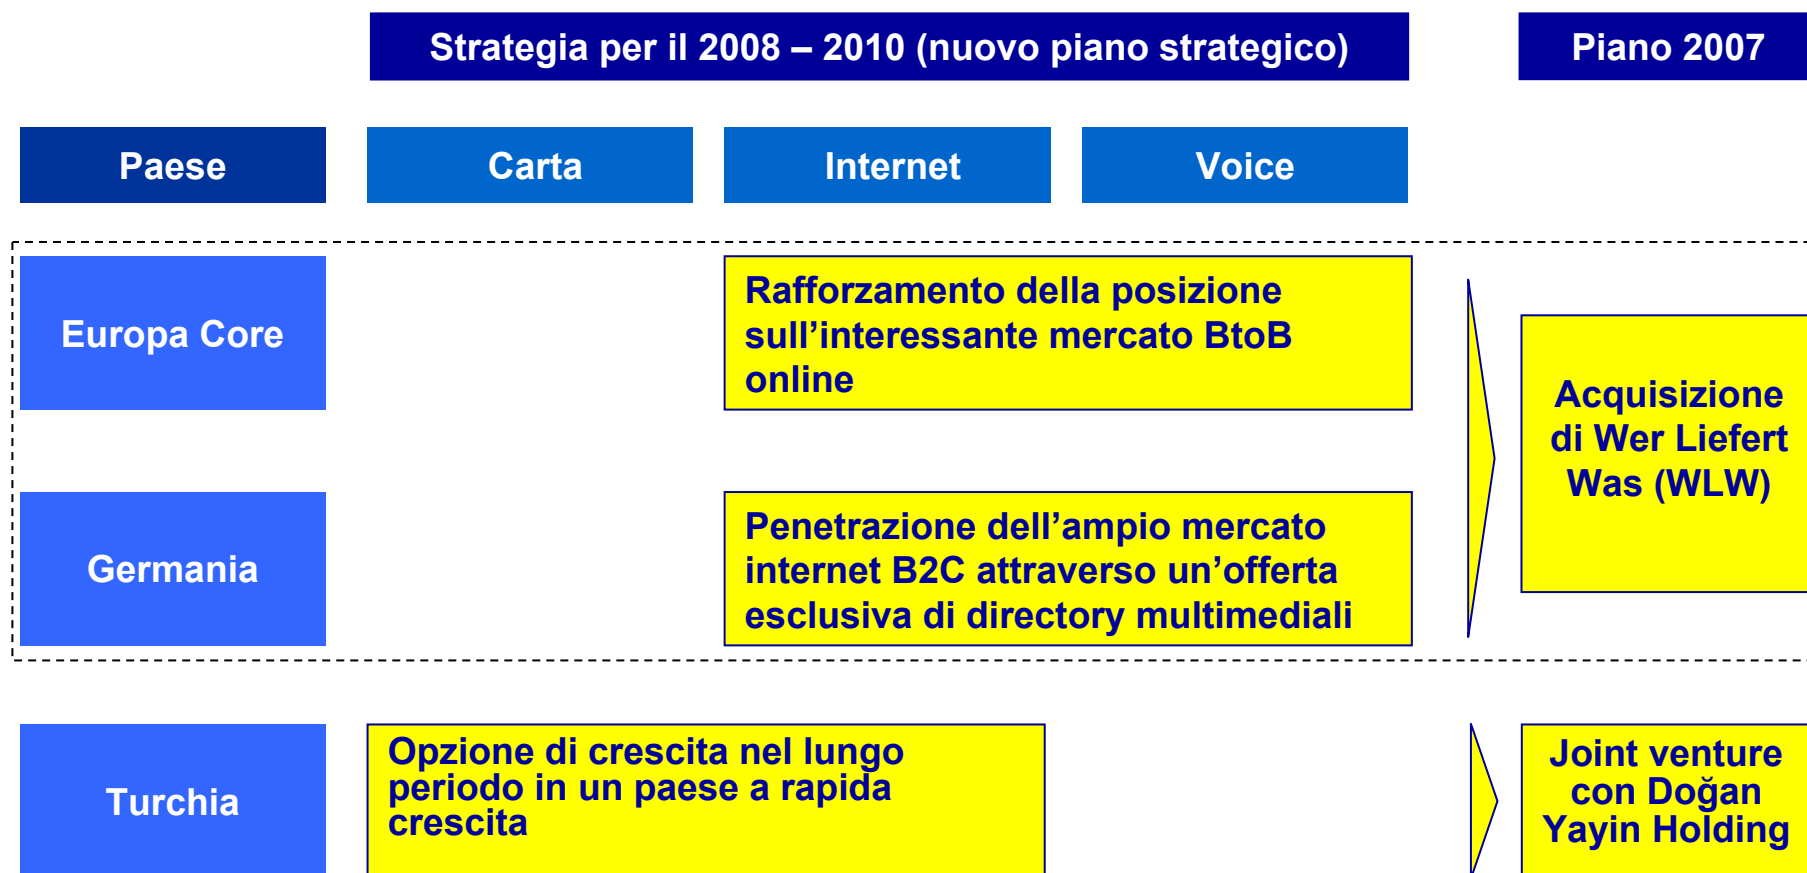 Strategia per il 2008 – 2010 (nuovo piano strategico)
Piano 2007
Paese
Carta
Internet
Voice
Europa Core
Rafforzamento della posizione
sull’interessante mercato BtoB
online
Germania
Penetrazione dell’ampio mercato
internet B2C attraverso un’offerta
esclusiva di directory multimediali
Acquisizione
di Wer Liefert
Was (WLW)
Turchia
Opzione di crescita nel lungo
periodo in un paese a rapida
crescita
Joint venture
con Doğan
Yayin Holding